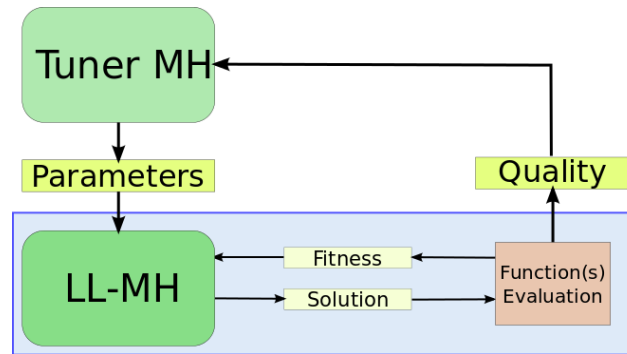 Tuner MH
Parameters
Quality
LL-MH
Fitness
Solution
Function(s)
Evaluation